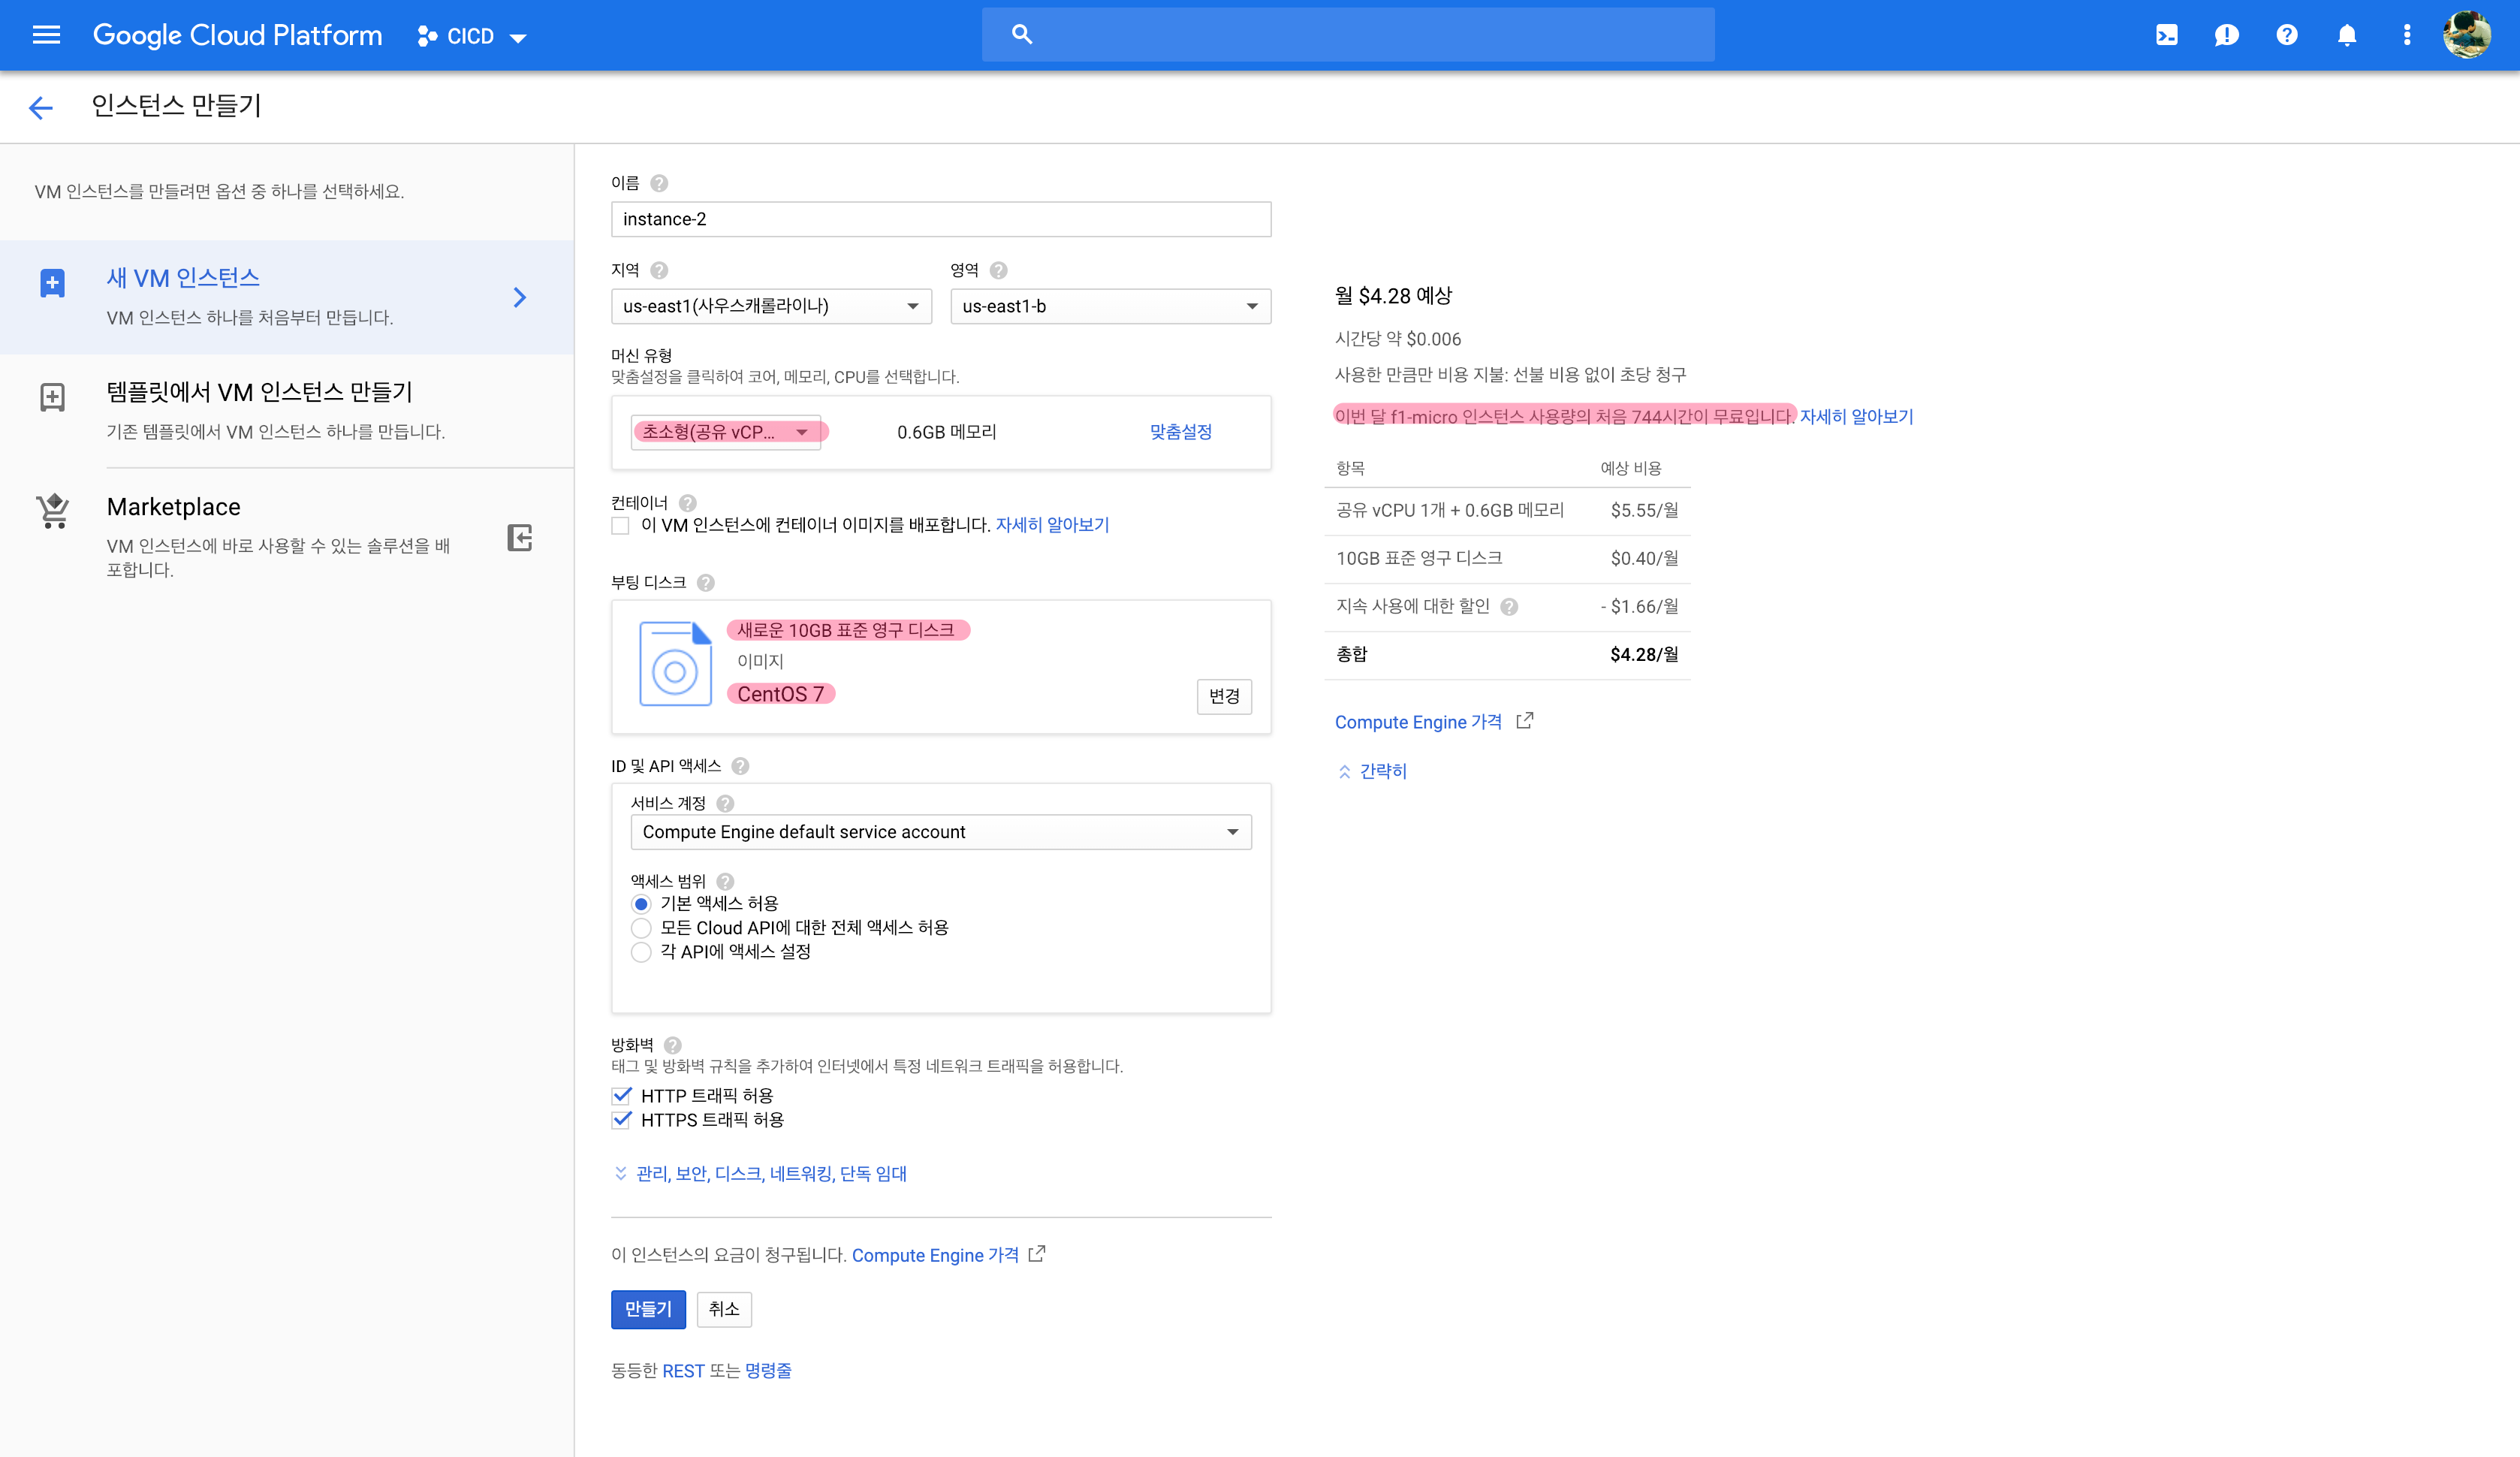 Google Cloud Platform
CICD
인스턴스 만들기
VM 인스턴스를 만들려면 옵션 중 하나를 선택하세요.
새 VM 인스턴스
VM 인스턴스 하나를 처음부터 만듭니다.
템플릿에서 VM 인스턴스 만들기
기존 템플릿에서 VM 인스턴스 하나를 만듭니다.
Marketplace
VM 인스턴스에 바로 사용할 수 있는 솔루션을 배
포합니다.
이름
instance-2
지역
영역
us-east1(사우스캐롤라이나)
us-east1-b
머신 유형
맞춤설정을 클릭하여 코어, 메모리, CPU를 선택합니다.
초소형(공유 vCP...
0.6GB 메모리
맞춤설정
컨테이너
이 VM 인스턴스에 컨테이너 이미지를 배포합니다. 자세히 알아보기
부팅 디스크
새로운 10GB 표준 영구 디스크
이미지
CentOS 7
변경
ID 및 API 액세스
서비스 계정
Compute Engine default service account
액세스 범위
기본 액세스 허용
모든 Cloud API에 대한 전체 액세스 허용
각 API에 액세스 설정
방화벽
태그 및 방화벽 규칙을 추가하여 인터넷에서 특정 네트워크 트래픽을 허용합니다.
HTTP 트래픽 허용
HTTPS 트래픽 허용
관리, 보안, 디스크, 네트워킹, 단독 임대
이 인스턴스의 요금이 청구됩니다. Compute Engine 가격
만들기
취소
동등한 REST 또는 명령줄
월 $4.28 예상
시간당 약 $0.006
사용한 만큼만 비용 지불: 선불 비용 없이 초당 청구
이번 달 f1-micro 인스턴스 사용량의 처음 744시간이 무료입니다. 자세히 알아보기
항목 예상 비용
공유 vCPU 1개 + 0.6GB 메모리 $5.55/월
10GB 표준 영구 디스크 $0.40/월
지속 사용에 대한 할인 - $1.66/월
총합 $4.28/월
Compute Engine 가격
간략히